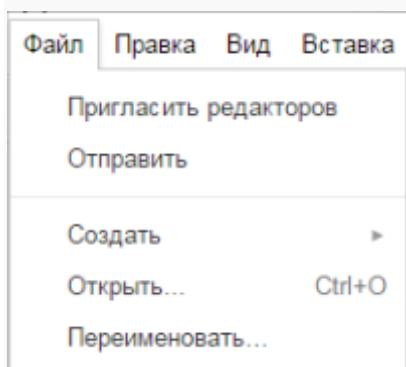 Файл Правка Вид Вставка
Пригласить редакторов
Отправить
Создать
Открыть... Ctrl+O
Переименовать...